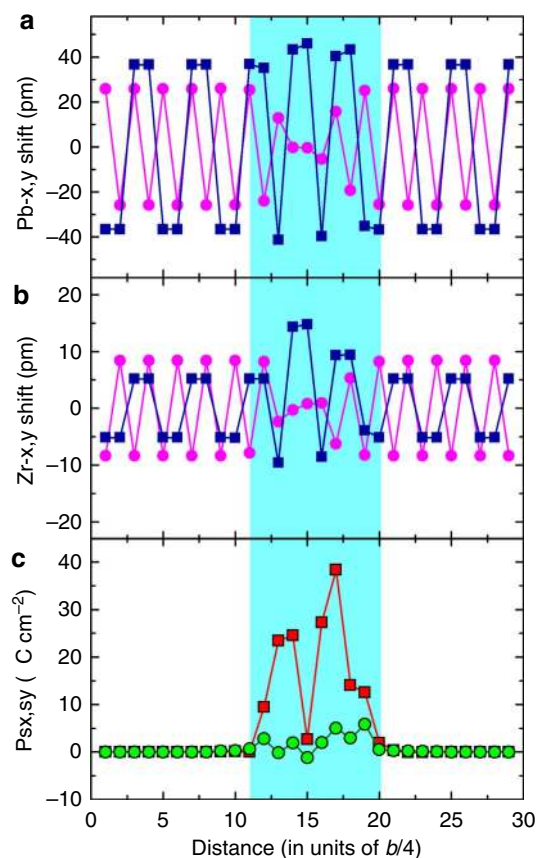 a
40
20
0
−20
−40
Pb-x,y shift (pm)
b
20
10
0
−10
−20
Zr-x,y shift (pm)
c
40
30
20
10
0
−10
Psx,sy ( C cm−2)
0 5 10 15 20 25 30
Distance (in units of b/4)